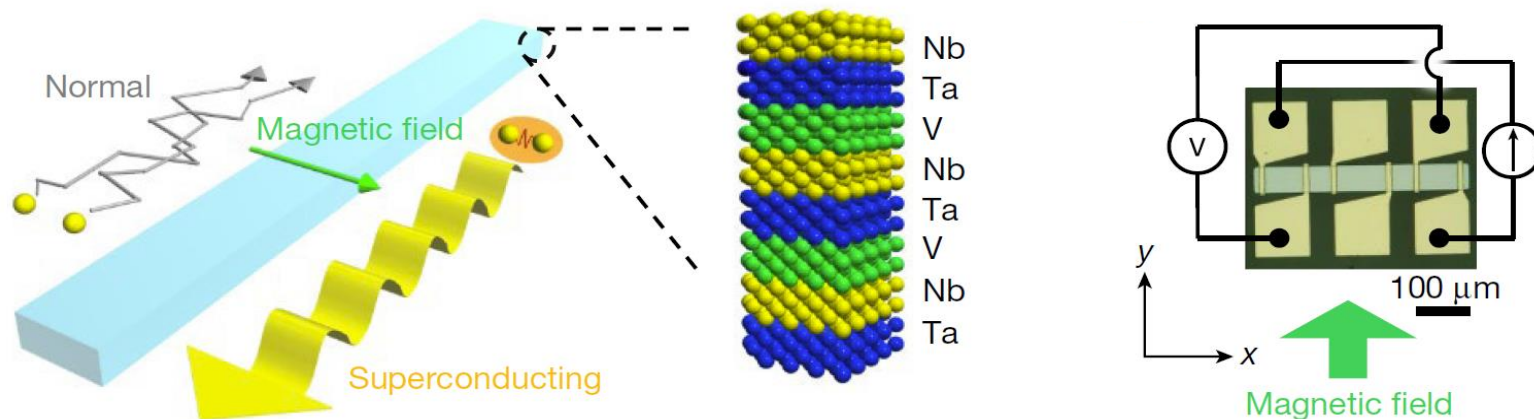 Normal
Magnetic field
Superconducting
Nb
Ta
V
Nb
Ta
V
Nb
Ta
V
y
x
100 μm
Magnetic field